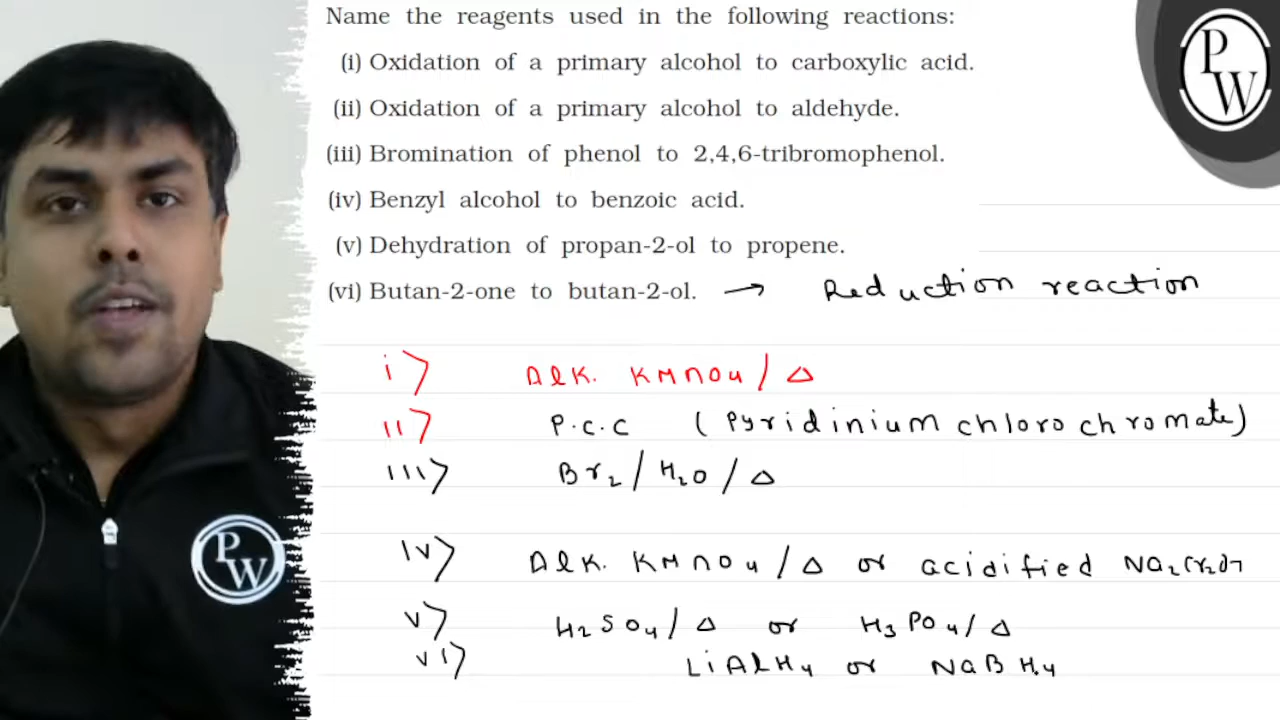 Name the reagents used in the following reactions:
(i) Oxidation of a primary alcohol to carboxylic acid.
(ii) Oxidation of a primary alcohol to aldehyde.
(iii) Bromination of phenol to 2,4,6-tribromophenol.
(iv) Benzyl alcohol to benzoic acid.
(v) Dehydration of propan-2-ol to propene.
(vi) Butan-2-one to butan-2-ol. → Reduction reaction
i> Alk. KMnO4 / Δ
ii> P.C.C (Pyridinium chlorochromate)
iii> Br2 / H2O / Δ
iv> Alk. KMnO4 / Δ or acidified Na2Cr2O7
v> H2SO4 / Δ or H3PO4 / Δ
vi> LiAlH4 or NaBH4
PW
PW